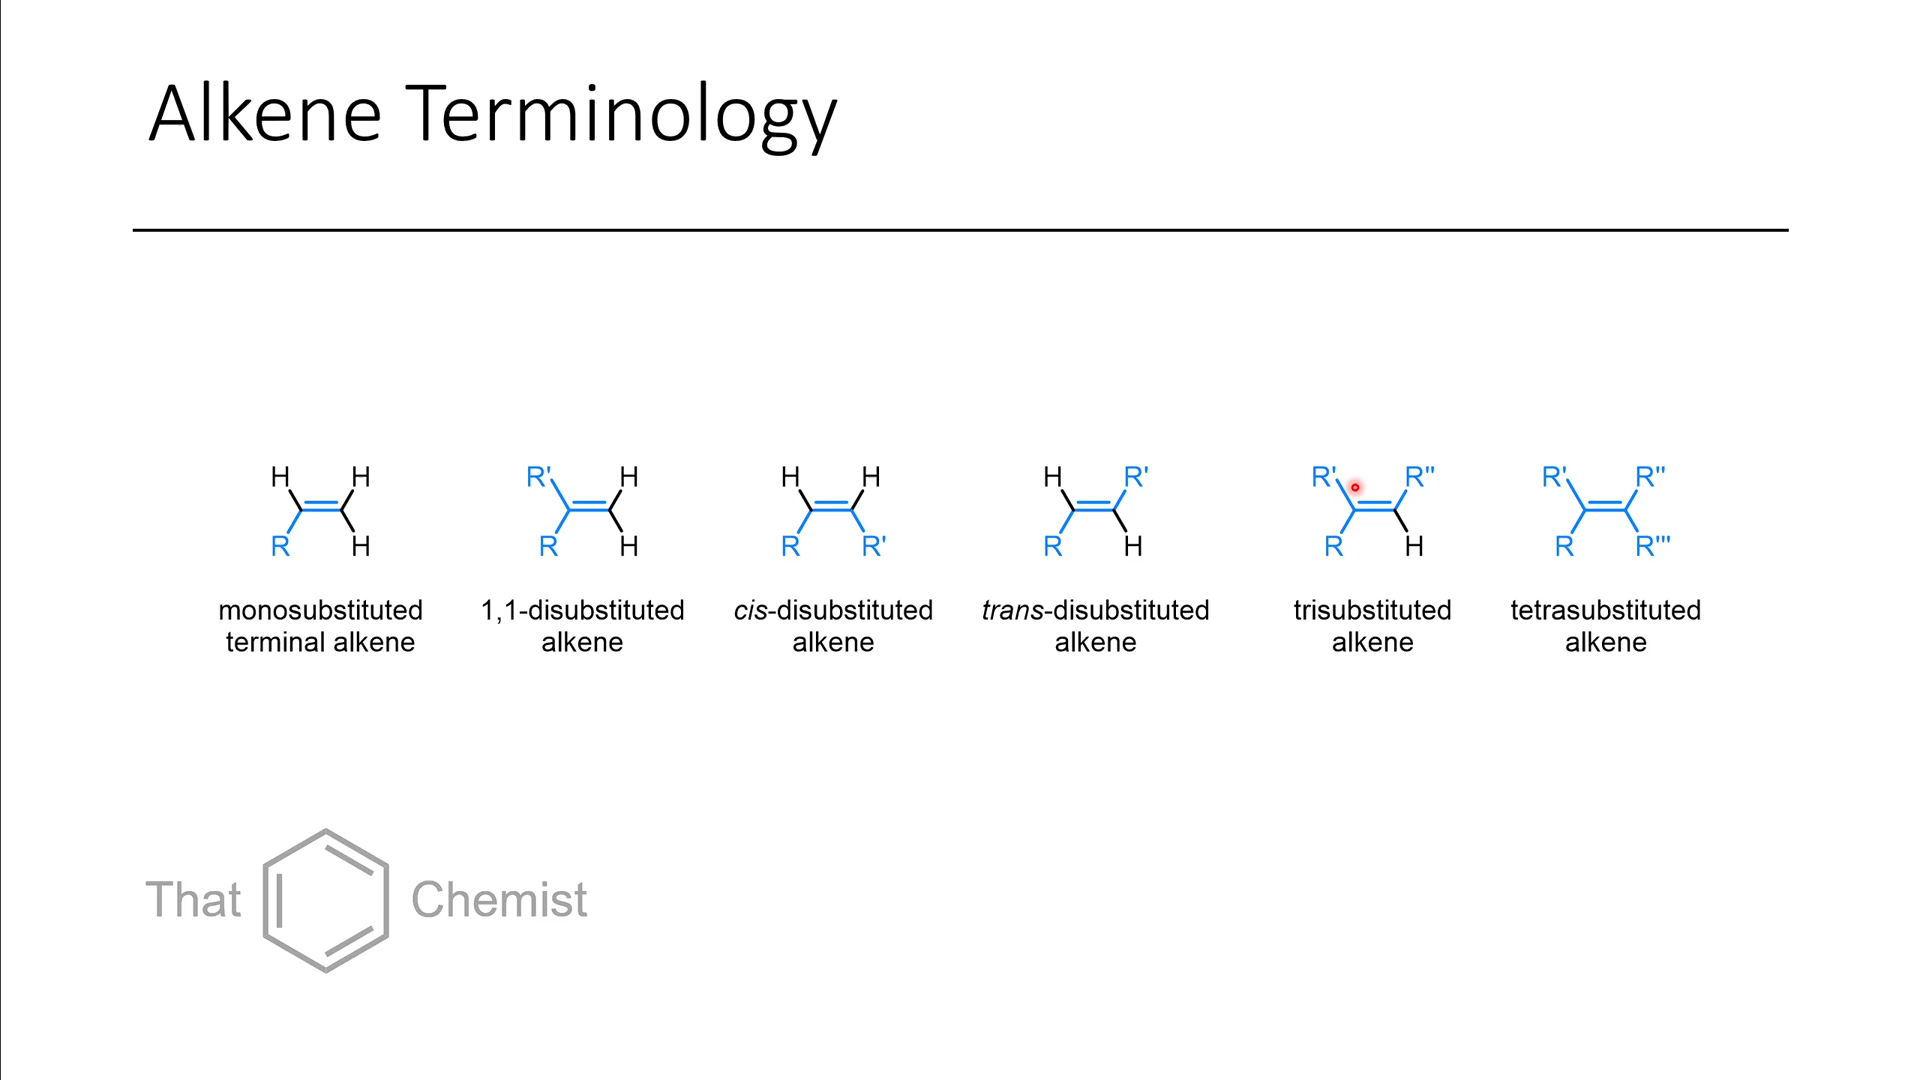 Alkene Terminology
H H R' H H H H R' R' R'' R' R''
R H R H R R' R H R H R R'''
monosubstituted 1,1-disubstituted cis-disubstituted trans-disubstituted trisubstituted tetrasubstituted
terminal alkene alkene alkene alkene alkene alkene
That Chemist